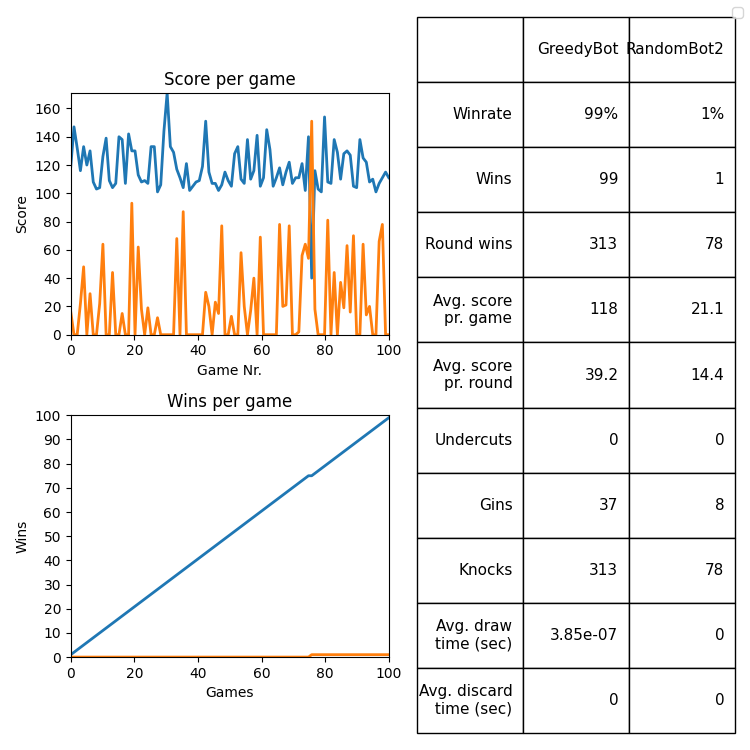 Score per game
160
140
120
100
80
60
40
20
0
Score
0 20 40 60 80 100
Game Nr.
Wins per game
100
90
80
70
60
50
40
30
20
10
0
Wins
0 20 40 60 80 100
Games
GreedyBot RandomBot2
Winrate 99% 1%
Wins 99 1
Round wins 313 78
Avg. score
pr. game 118 21.1
Avg. score
pr. round 39.2 14.4
Undercuts 0 0
Gins 37 8
Knocks 313 78
Avg. draw
time (sec) 3.85e-07 0
Avg. discard
time (sec) 0 0